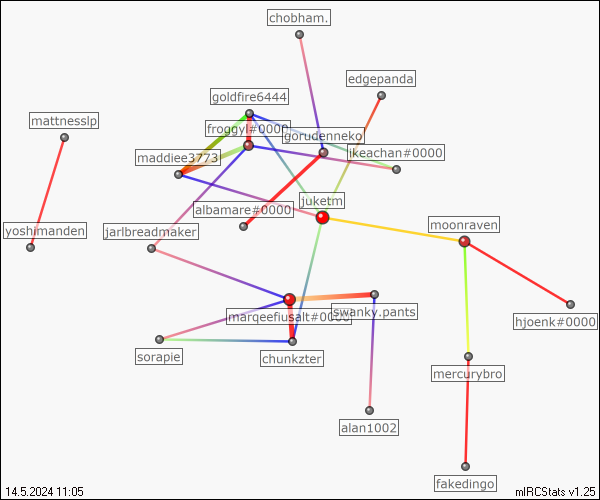 chobham.
edgepanda
goldfire6444
mattnesslp
froggyl#0000
gorudenneko
maddiee3773
ikeachan#0000
juketm
albamare#0000
moonraven
yoshimanden
jarlbreadmaker
marqeefiusalt#0000
swanky.pants
hjoenk#0000
sorapie
chunkzter
mercurybro
alan1002
fakedingo
14.5.2024 11:05
mIRCStats v1.25